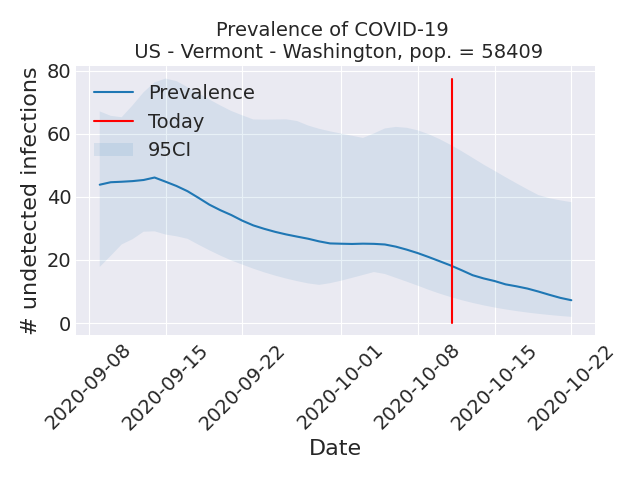 Prevalence of COVID-19
US - Vermont - Washington, pop. = 58409
# undetected infections
80
60
40
20
0
Prevalence
Today
95CI
2020-09-08
2020-09-15
2020-09-22
2020-10-01
2020-10-08
2020-10-15
2020-10-22
Date